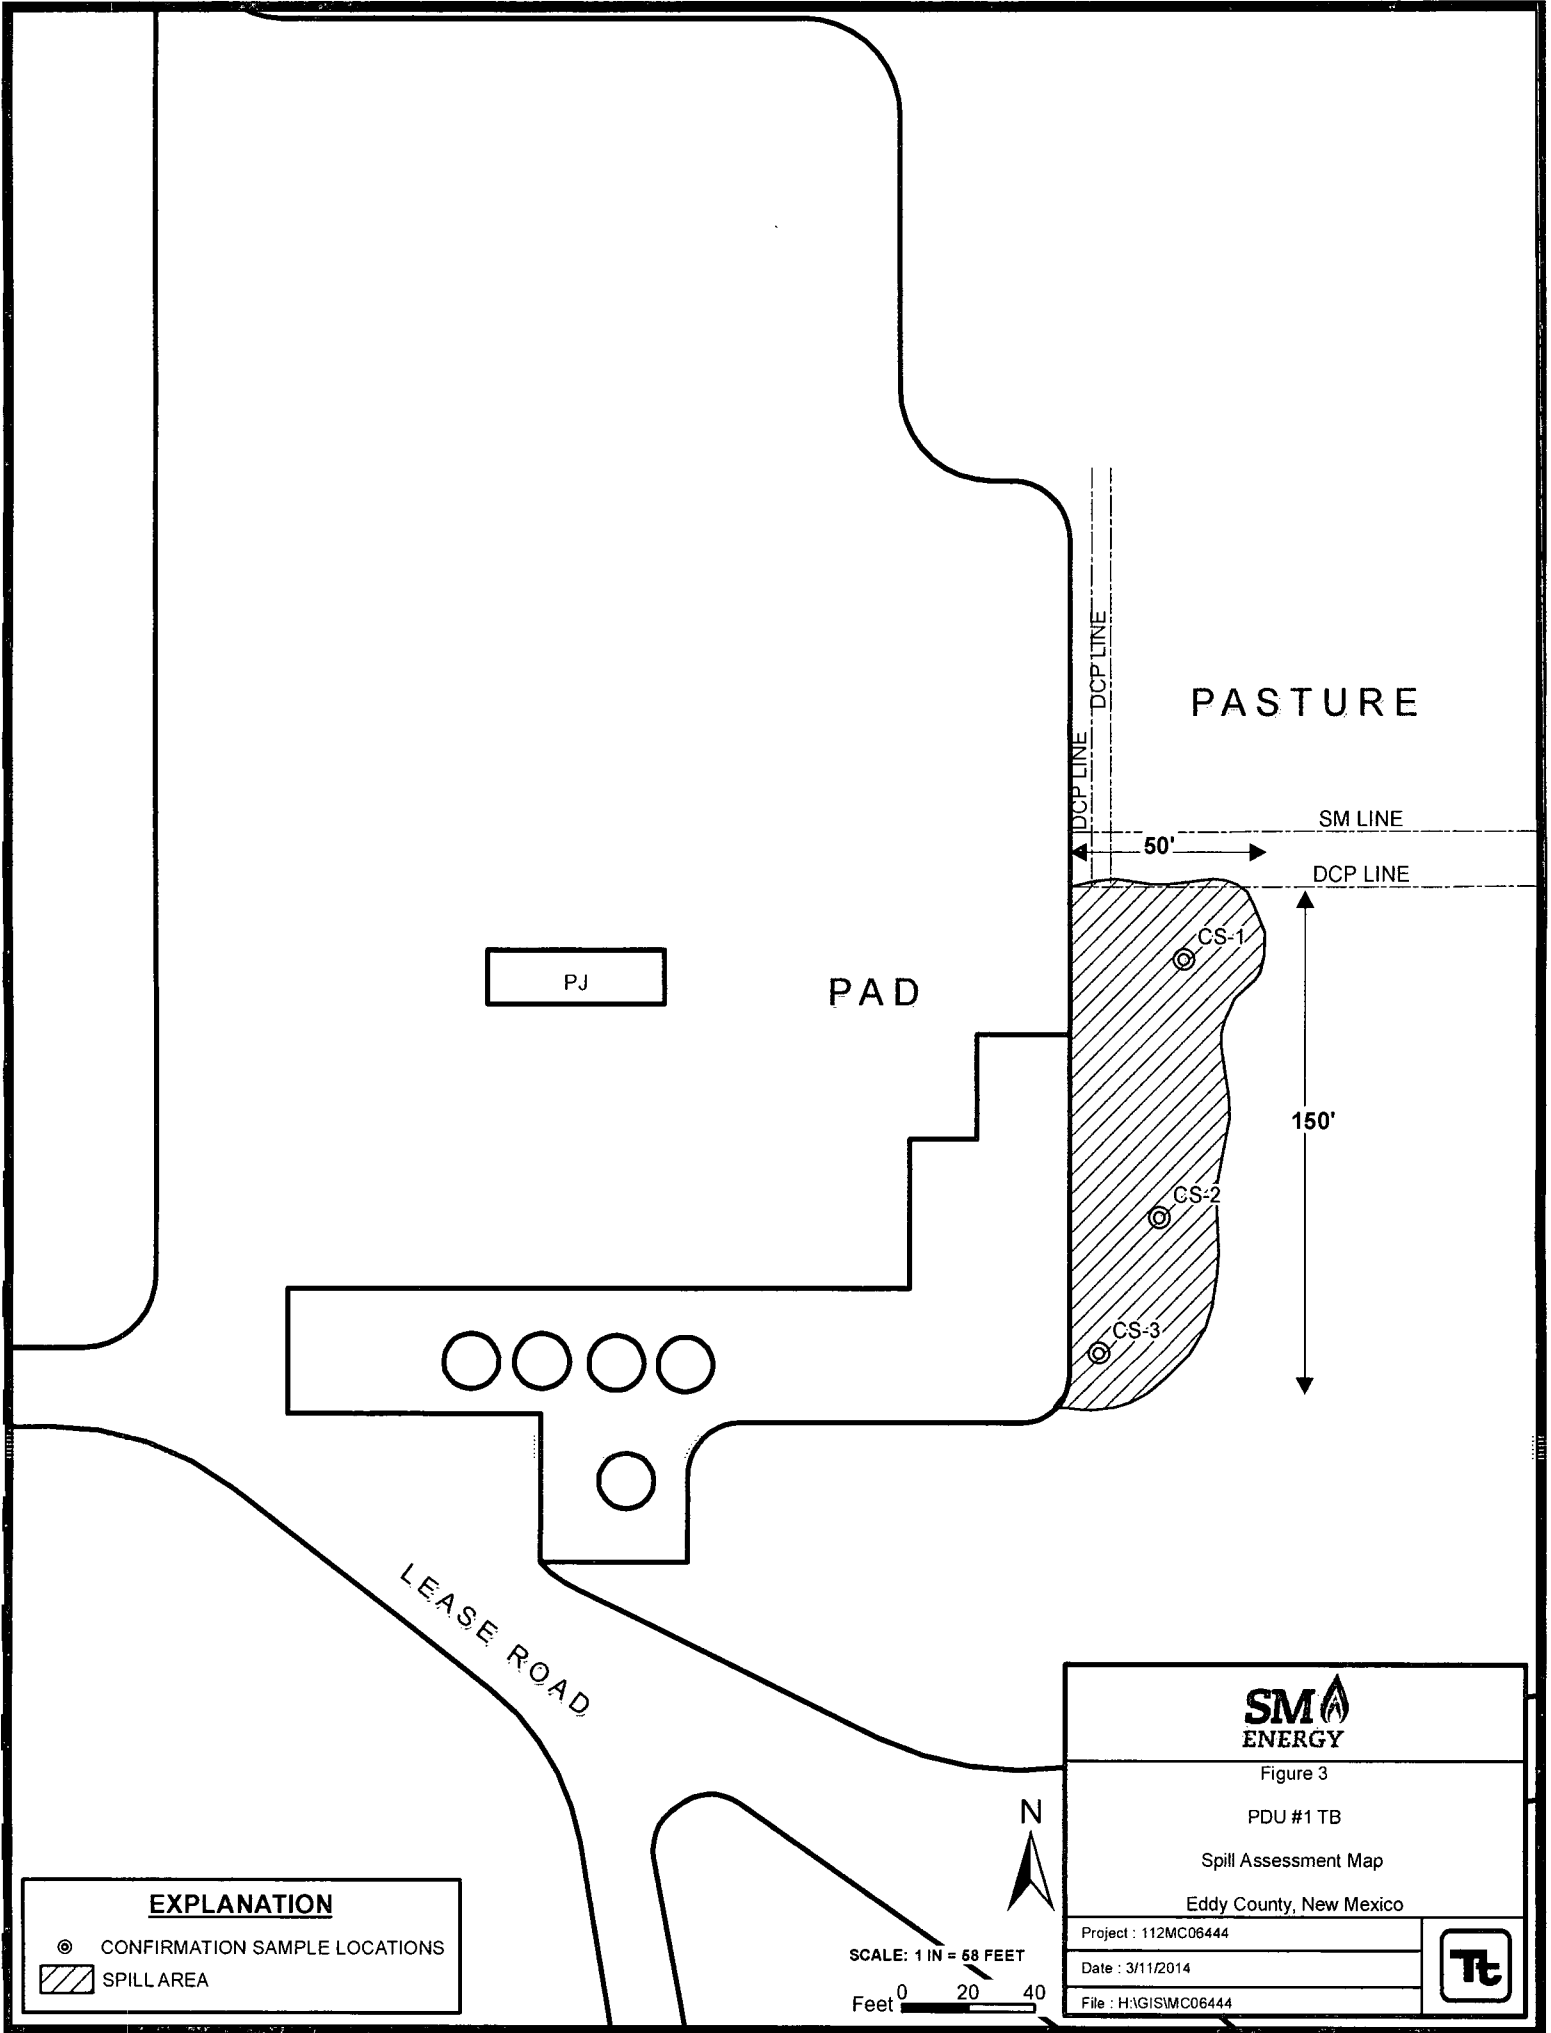 DCP LINE
DCP LINE
PASTURE
SM LINE
50'
DCP LINE
CS-1
PJ
PAD
150'
CS-2
CS-3
LEASE ROAD
SM
ENERGY
Figure 3
PDU #1 TB
Spill Assessment Map
Eddy County, New Mexico
Project : 112MC06444
Date : 3/11/2014
File : H:\GIS\MC06444
Tt
N
SCALE: 1 IN = 58 FEET
Feet 0 20 40
EXPLANATION
CONFIRMATION SAMPLE LOCATIONS
SPILL AREA